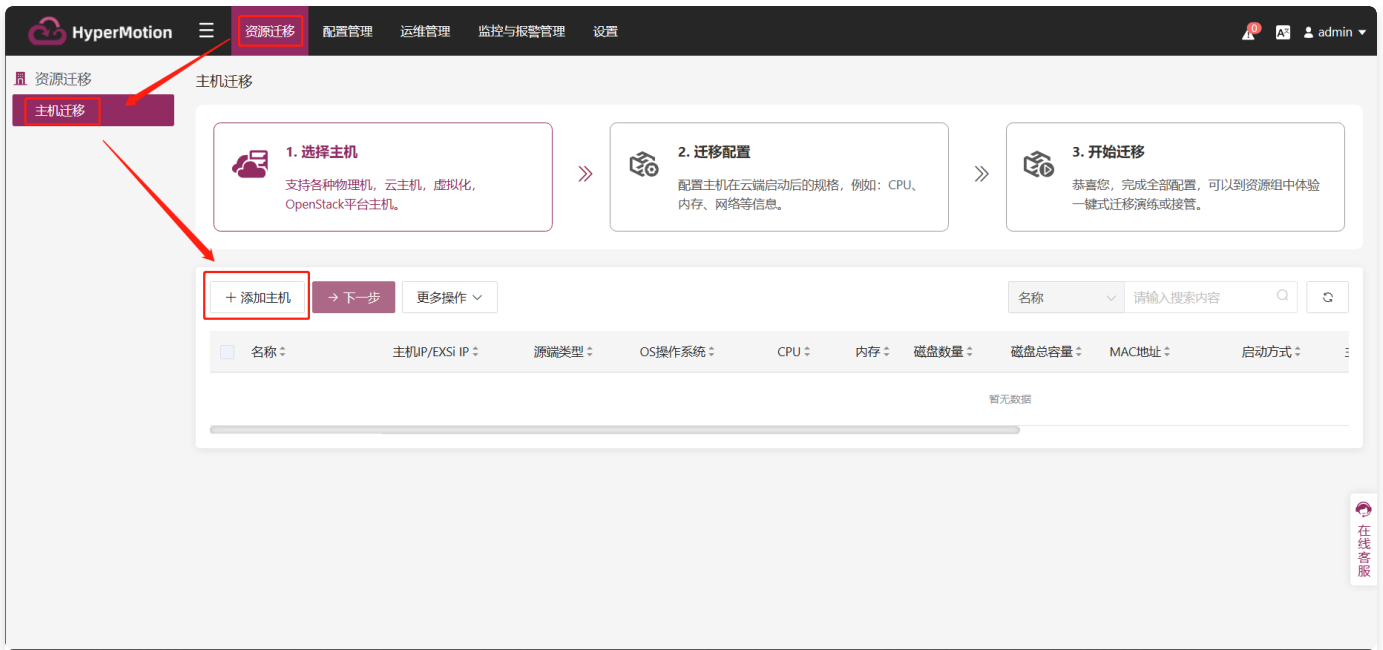 HyperMotion
资源迁移
配置管理
运维管理
监控与报警管理
设置
0
admin
资源迁移
主机迁移
主机迁移
1. 选择主机
支持各种物理机，云主机，虚拟化，
OpenStack平台主机。
2. 迁移配置
配置主机在云端启动后的规格，例如：CPU、
内存、网络等信息。
3. 开始迁移
恭喜您，完成全部配置，可以到资源组中体验
一键式迁移演练或接管。
添加主机
下一步
更多操作
名称
请输入搜索内容
名称
主机IP/EXSi IP
源端类型
OS操作系统
CPU
内存
磁盘数量
磁盘总容量
MAC地址
启动方式
暂无数据
在线客服